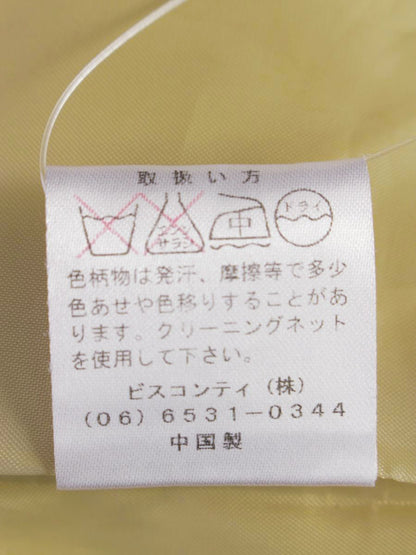 取扱い方
エンソ
サラシ
中
ドライ
色柄物は発汗、摩擦等で多少
色あせや色移りすることがあ
ります。クリーニングネット
を使用して下さい。
ビスコンティ(株)
(06)6531-0344
中国製